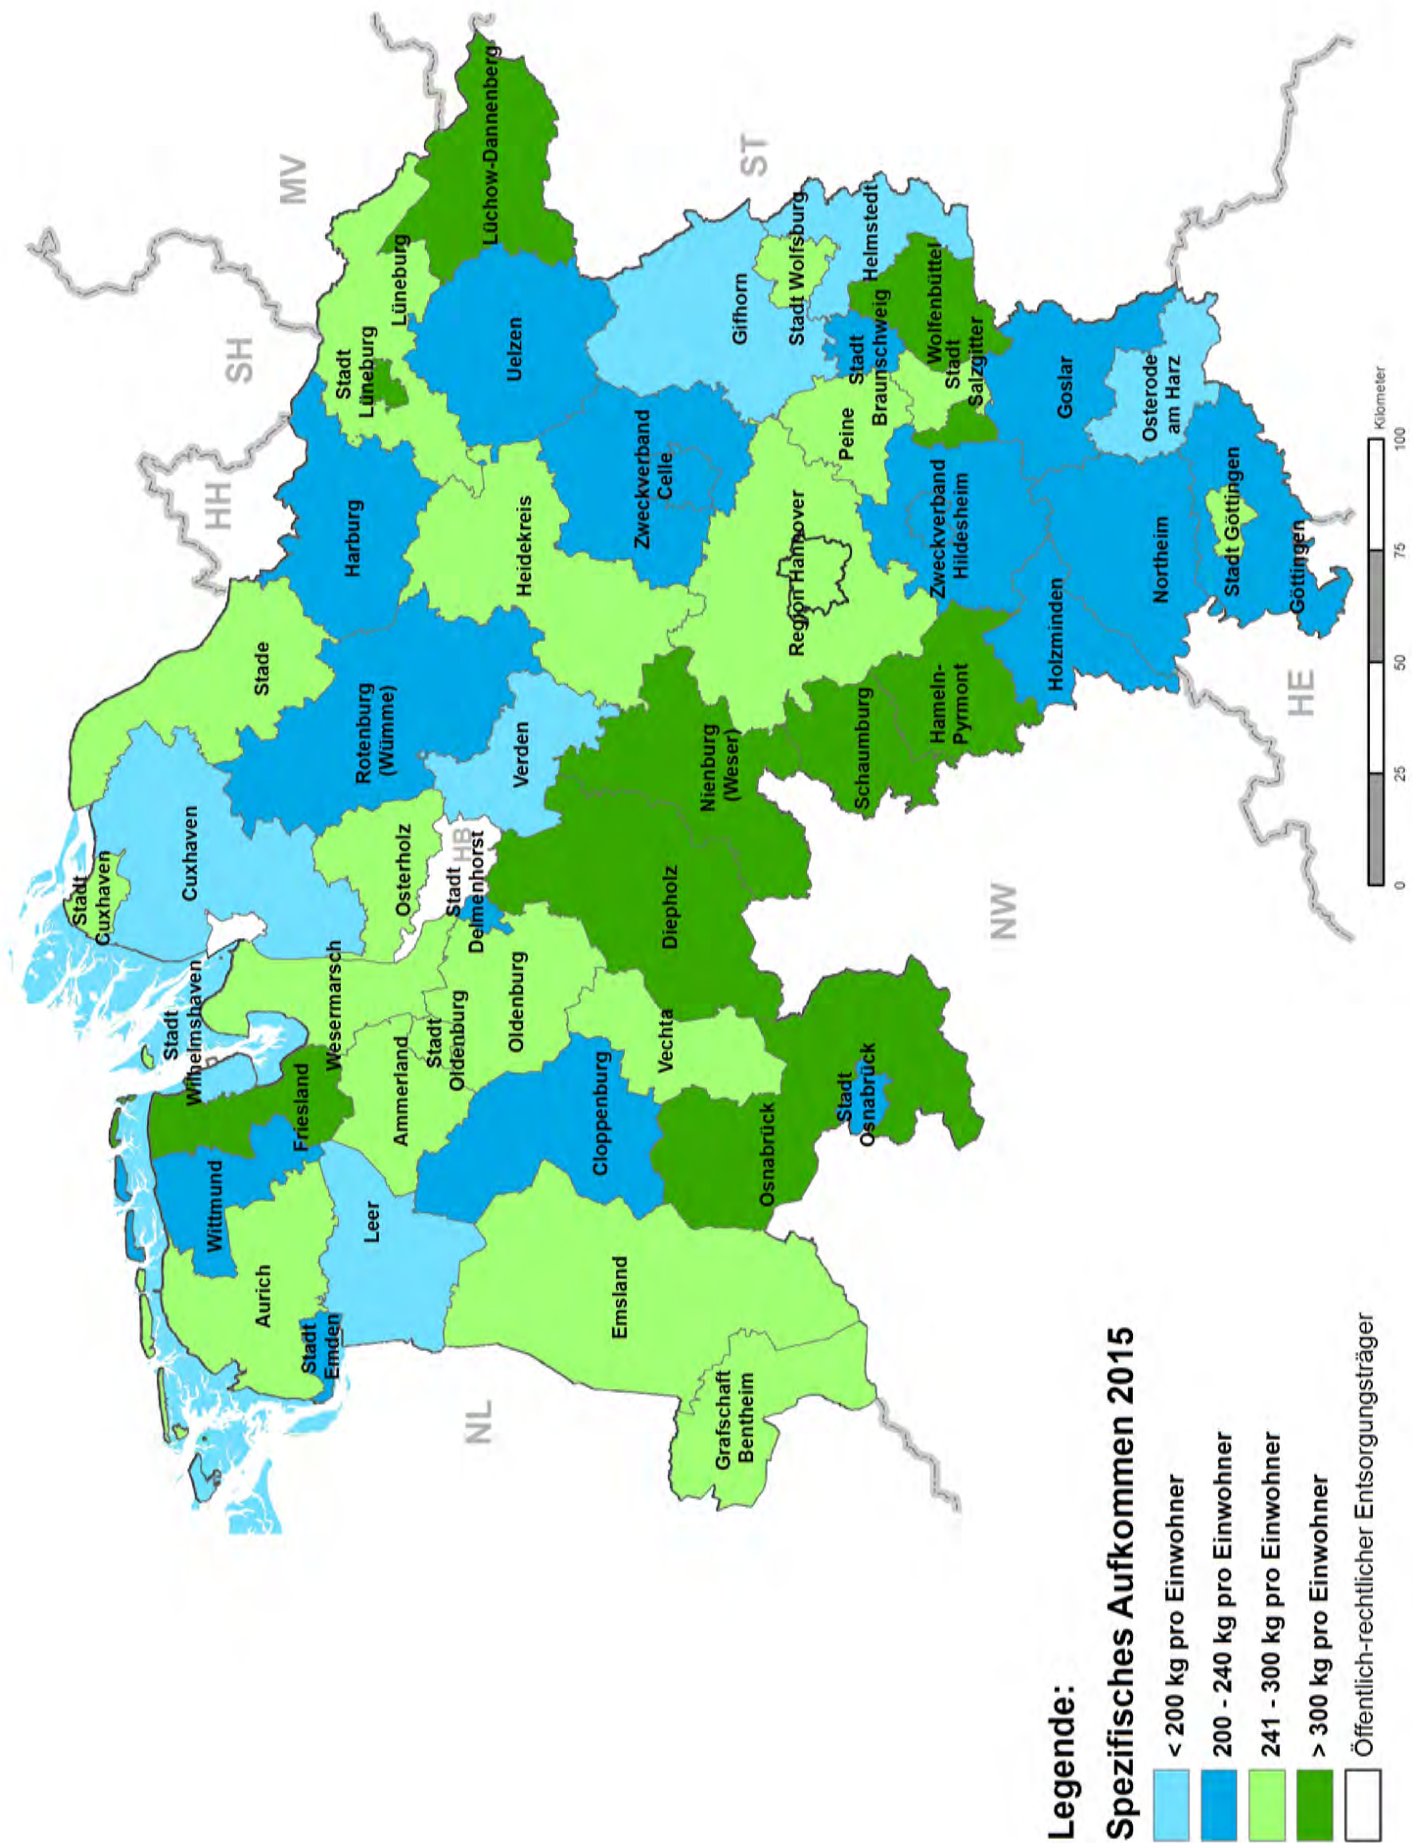 MV
SH
HH
ST
HB
NW
HE
NL
Stadt
Cuxhaven
Cuxhaven
Stade
Stadt
Wilhelmshaven
Wittmund
Friesland
Aurich
Stadt
Emden
Leer
Wesermarsch
Ammerland
Stadt
Oldenburg
Oldenburg
Osterholz
Stadt
Delmenhorst
Rotenburg
(Wümme)
Harburg
Stadt
Lüneburg
Lüneburg
Lüchow-Dannenberg
Uelzen
Heidekreis
Verden
Cloppenburg
Vechta
Emsland
Grafschaft
Bentheim
Osnabrück
Stadt
Osnabrück
Diepholz
Nienburg
(Weser)
Zweckverband
Celle
Gifhorn
Stadt Wolfsburg
Helmstedt
Region Hannover
Peine
Stadt
Braunschweig
Wolfenbüttel
Stadt
Salzgitter
Schaumburg
Hameln-
Pyrmont
Zweckverband
Hildesheim
Holzminden
Goslar
Northeim
Osterode
am Harz
Stadt Göttingen
Göttingen
Legende:
Spezifisches Aufkommen 2015
< 200 kg pro Einwohner
200 - 240 kg pro Einwohner
241 - 300 kg pro Einwohner
> 300 kg pro Einwohner
Öffentlich-rechtlicher Entsorgungsträger
0 25 50 75 100
Kilometer